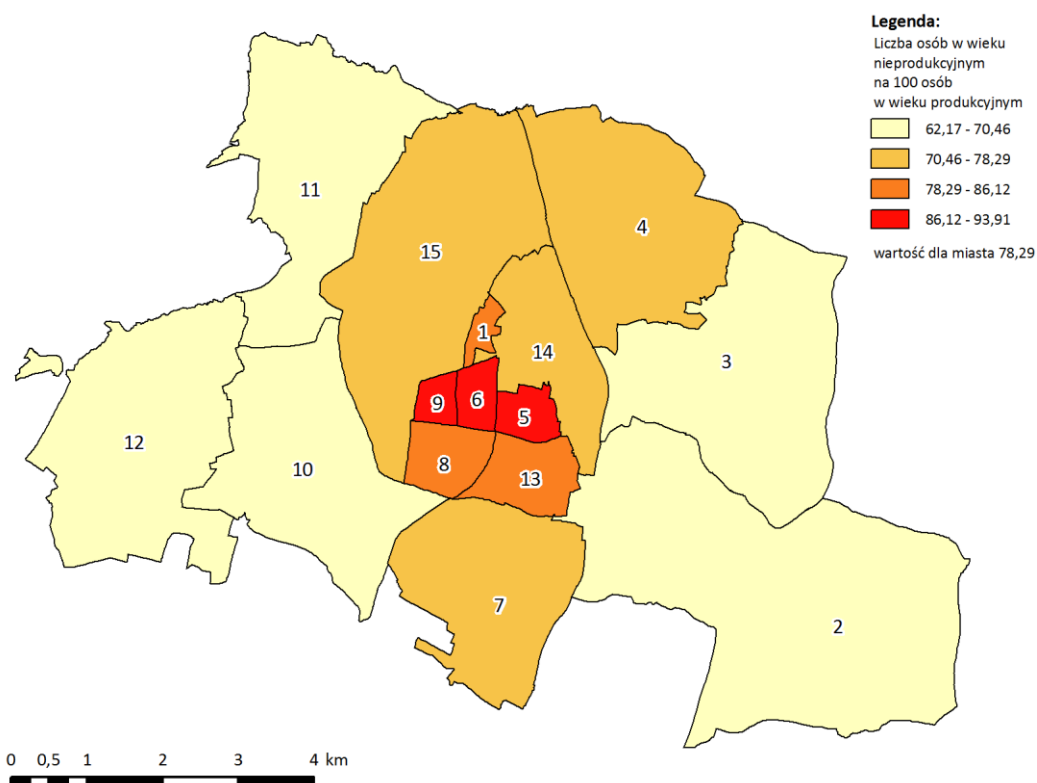 Legenda:
Liczba osób w wieku
nieprodukcyjnym
na 100 osób
w wieku produkcyjnym
62,17 - 70,46
70,46 - 78,29
78,29 - 86,12
86,12 - 93,91
wartość dla miasta 78,29
11
4
15
1
14
3
9
6
5
12
10
8
13
7
2
0 0,5 1 2 3 4 km